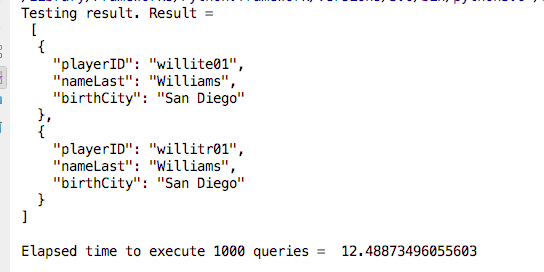 Testing result. Result =
[
{
"playerID": "willite01",
"nameLast": "Williams",
"birthCity": "San Diego"
},
{
"playerID": "willitr01",
"nameLast": "Williams",
"birthCity": "San Diego"
}
]
Elapsed time to execute 1000 queries =  12.48873496055603